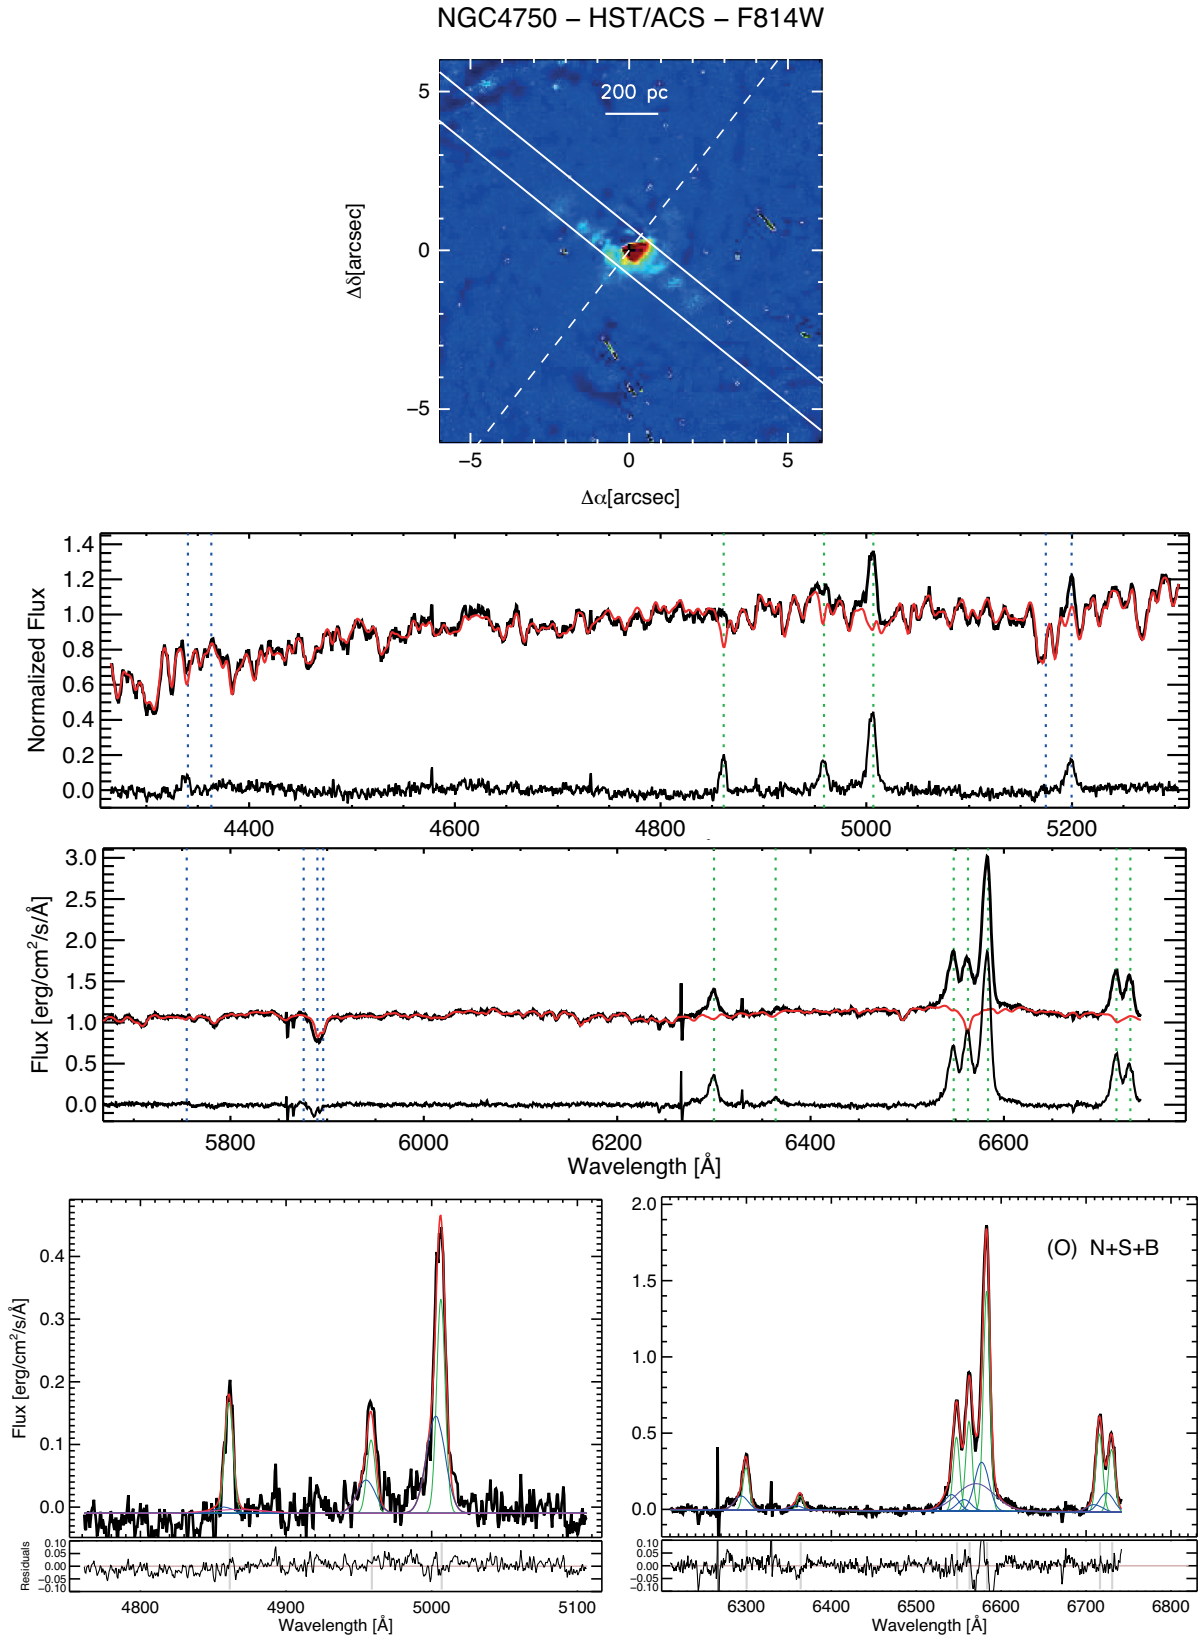 NGC4750 – HST/ACS – F814W
200 pc
5
0
−5
Δδ[arcsec]
−5 0 5
Δα[arcsec]
1.4
1.2
1.0
0.8
0.6
0.4
0.2
0.0
Normalized Flux
4400 4600 4800 5000 5200
3.0
2.5
2.0
1.5
1.0
0.5
0.0
Flux [erg/cm²/s/Å]
5800 6000 6200 6400 6600
Wavelength [Å]
0.4
0.3
0.2
0.1
0.0
Flux [erg/cm²/s/Å]
0.10
0.05
0.00
−0.05
−0.10
Residuals
4800 4900 5000 5100
Wavelength [Å]
(O) N+S+B
2.0
1.5
1.0
0.5
0.0
0.10
0.05
0.00
−0.05
−0.10
6300 6400 6500 6600 6700 6800
Wavelength [Å]